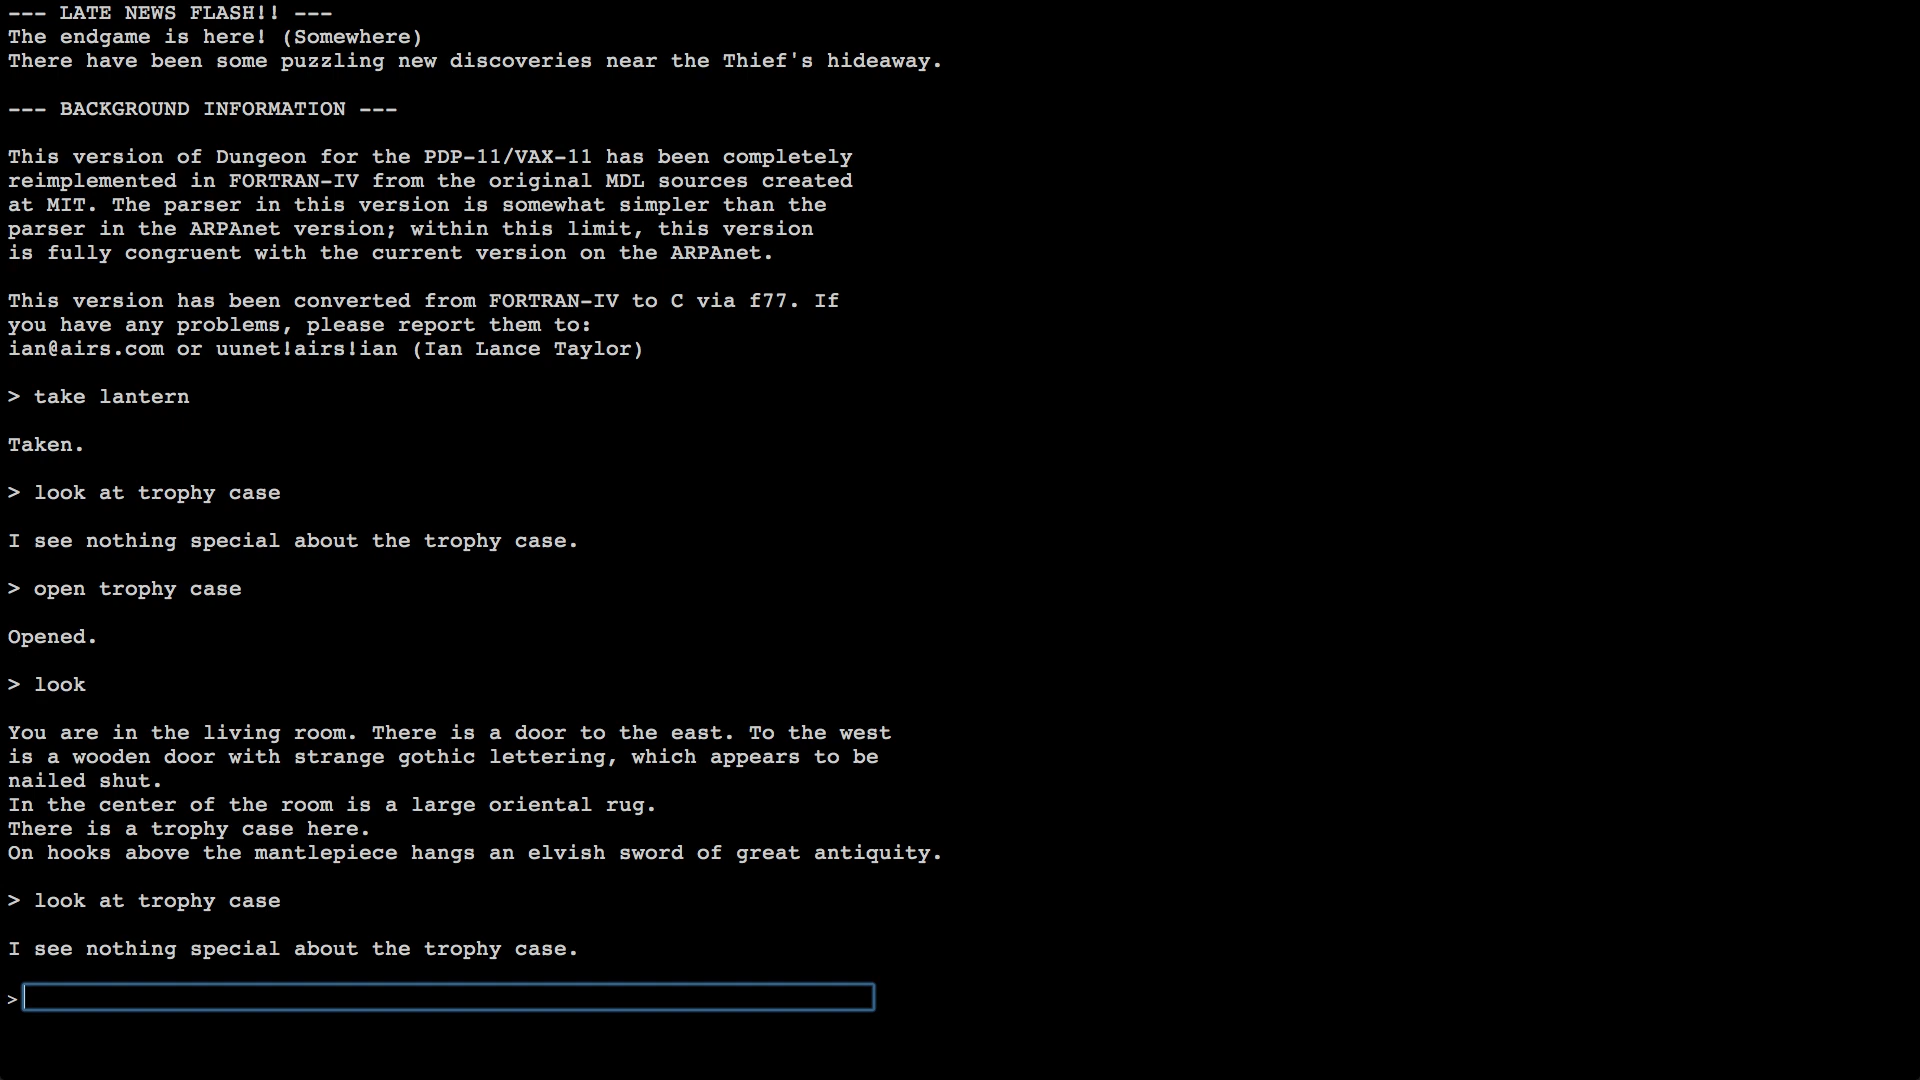 --- LATE NEWS FLASH!! ---
The endgame is here! (Somewhere)
There have been some puzzling new discoveries near the Thief's hideaway.
--- BACKGROUND INFORMATION ---
This version of Dungeon for the PDP-11/VAX-11 has been completely
reimplemented in FORTRAN-IV from the original MDL sources created
at MIT. The parser in this version is somewhat simpler than the
parser in the ARPAnet version; within this limit, this version
is fully congruent with the current version on the ARPAnet.
This version has been converted from FORTRAN-IV to C via f77. If
you have any problems, please report them to:
ian@airs.com or uunet!airs!ian (Ian Lance Taylor)
> take lantern
Taken.
> look at trophy case
I see nothing special about the trophy case.
> open trophy case
Opened.
> look
You are in the living room. There is a door to the east. To the west
is a wooden door with strange gothic lettering, which appears to be
nailed shut.
In the center of the room is a large oriental rug.
There is a trophy case here.
On hooks above the mantlepiece hangs an elvish sword of great antiquity.
> look at trophy case
I see nothing special about the trophy case.
>